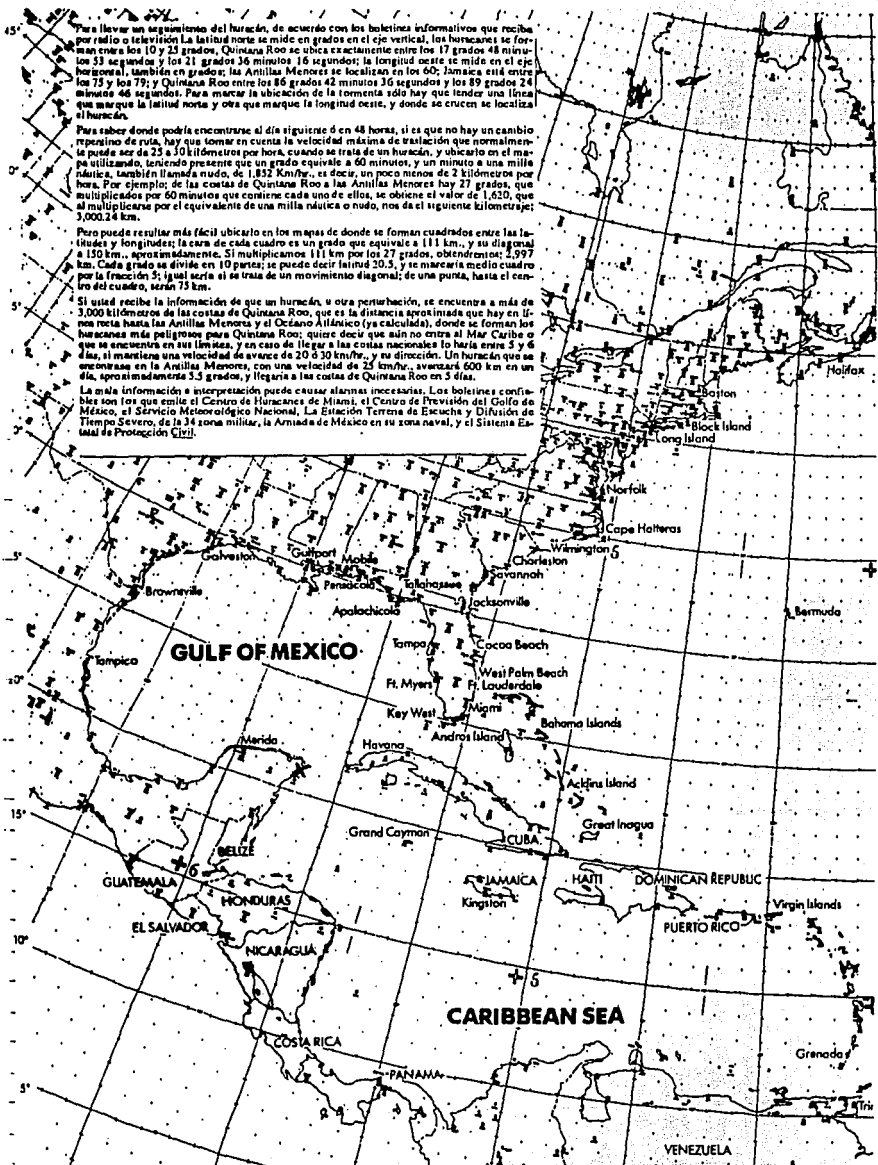 Para llevar un seguimiento del huracán, de acuerdo con los boletines informativos que reciba
por radio o televisión La latitud norte se mide en grados en el eje vertical, los huracanes se for-
man entre los 10 y 25 grados, Quintana Roo se ubica exactamente entre los 17 grados 48 minu-
tos 53 segundos y los 21 grados 36 minutos 16 segundos; la longitud oeste se mide en el eje
horizontal, también en grados; las Antillas Menores se localizan en los 60; Jamaica está entre
los 75 y los 79; y Quintana Roo entre los 86 grados 42 minutos 36 segundos y los 89 grados 24
minutos 46 segundos. Para marcar la ubicación de la tormenta sólo hay que tender una línea
que marque la latitud norte y otra que marque la longitud oeste, y donde se crucen se localiza
el huracán.
Para saber donde podría encontrarse al día siguiente ó en 48 horas, si es que no hay un cambio
repentino de ruta, hay que tomar en cuenta la velocidad máxima de traslación que normalmen-
te puede ser de 25 a 30 kilómetros por hora, cuando se trata de un huracán, y ubicarlo en el ma-
pa utilizando, teniendo presente que un grado equivale a 60 minutos, y un minuto a una milla
náutica, también llamada nudo, de 1,852 Km/hr., es decir, un poco menos de 2 kilómetros por
hora. Por ejemplo; de las costas de Quintana Roo a las Antillas Menores hay 27 grados, que
multiplicados por 60 minutos que contiene cada uno de ellos, se obtiene el valor de 1,620, que
al multiplicarse por el equivalente de una milla náutica o nudo, nos da el siguiente kilometraje;
3,000.24 km.
Pero puede resultar más fácil ubicarlo en los mapas de donde se forman cuadrados entre las la-
titudes y longitudes; la cara de cada cuadro es un grado que equivale a 111 km., y su diagonal
a 150 km., aproximadamente. Si multiplicamos 111 km por los 27 grados, obtendremos; 2,997
km. Cada grado se divide en 10 partes; se puede decir latitud 20.5, y se marcaría medio cuadro
por la fracción 5; igual sería si se trata de un movimiento diagonal; de una punta, hasta el cen-
tro del cuadro, serán 75 km.
Si usted recibe la información de que un huracán, u otra perturbación, se encuentra a más de
3,000 kilómetros de las costas de Quintana Roo, que es la distancia aproximada que hay en lí-
nea recta hasta las Antillas Menores y el Océano Atlántico (ya calculada), donde se forman los
huracanes más peligrosos para Quintana Roo; quiere decir que aún no entra al Mar Caribe o
que se encuentra en sus límites, y en caso de llegar a las costas nacionales lo haría entre 5 y 6
días, si mantiene una velocidad de avance de 20 ó 30 km/hr., y su dirección. Un huracán que se
encontrase en la Antillas Menores, con una velocidad de 25 km/hr., avanzará 600 km en un
día, aproximadamente 5.5 grados, y llegaría a las costas de Quintana Roo en 5 días.
La mala información e interpretación puede causar alarmas innecesarias. Los boletines confia-
bles son los que emite el Centro de Huracanes de Miami, el Centro de Previsión del Golfo de
México, el Servicio Meteorológico Nacional, La Estación Terrena de Escucha y Difusión de
Tiempo Severo, de la 34 zona militar, la Armada de México en su zona naval, y el Sistema Es-
tatal de Protección Civil.
45°
Halifax
Boston
Block Island
Long Island
Norfolk
Cape Hatteras
Wilmington
5
Charleston
Savannah
Galveston
Gulfport
Mobile
Pensacola
Tallahassee
Apalachicola
Jacksonville
Brownsville
Bermuda
GULF OF MEXICO
Tampa
Cocoa Beach
Tampico
West Palm Beach
Ft. Myers
Ft. Lauderdale
Key West
Miami
Bahama Islands
Andros Island
Merida
Havana
Acklins Island
15°
Great Inagua
Grand Cayman
CUBA
BELIZE
6
GUATEMALA
JAMAICA
HAITI
DOMINICAN REPUBLIC
Kingston
HONDURAS
Virgin Islands
EL SALVADOR
PUERTO RICO
10°
NICARAGUA
5
CARIBBEAN SEA
COSTA RICA
Grenada
PANAMA
5°
Tri
VENEZUELA